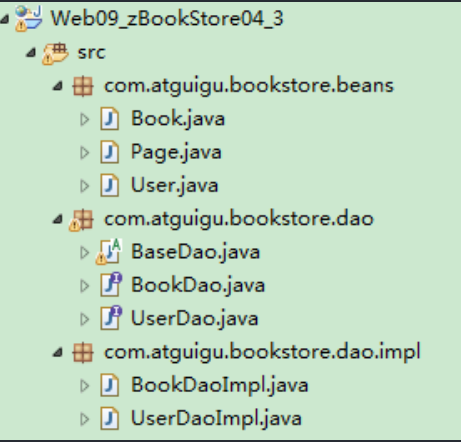 Web09_zBookStore04_3
src
com.atguigu.bookstore.beans
Book.java
Page.java
User.java
com.atguigu.bookstore.dao
BaseDao.java
BookDao.java
UserDao.java
com.atguigu.bookstore.dao.impl
BookDaoImpl.java
UserDaoImpl.java